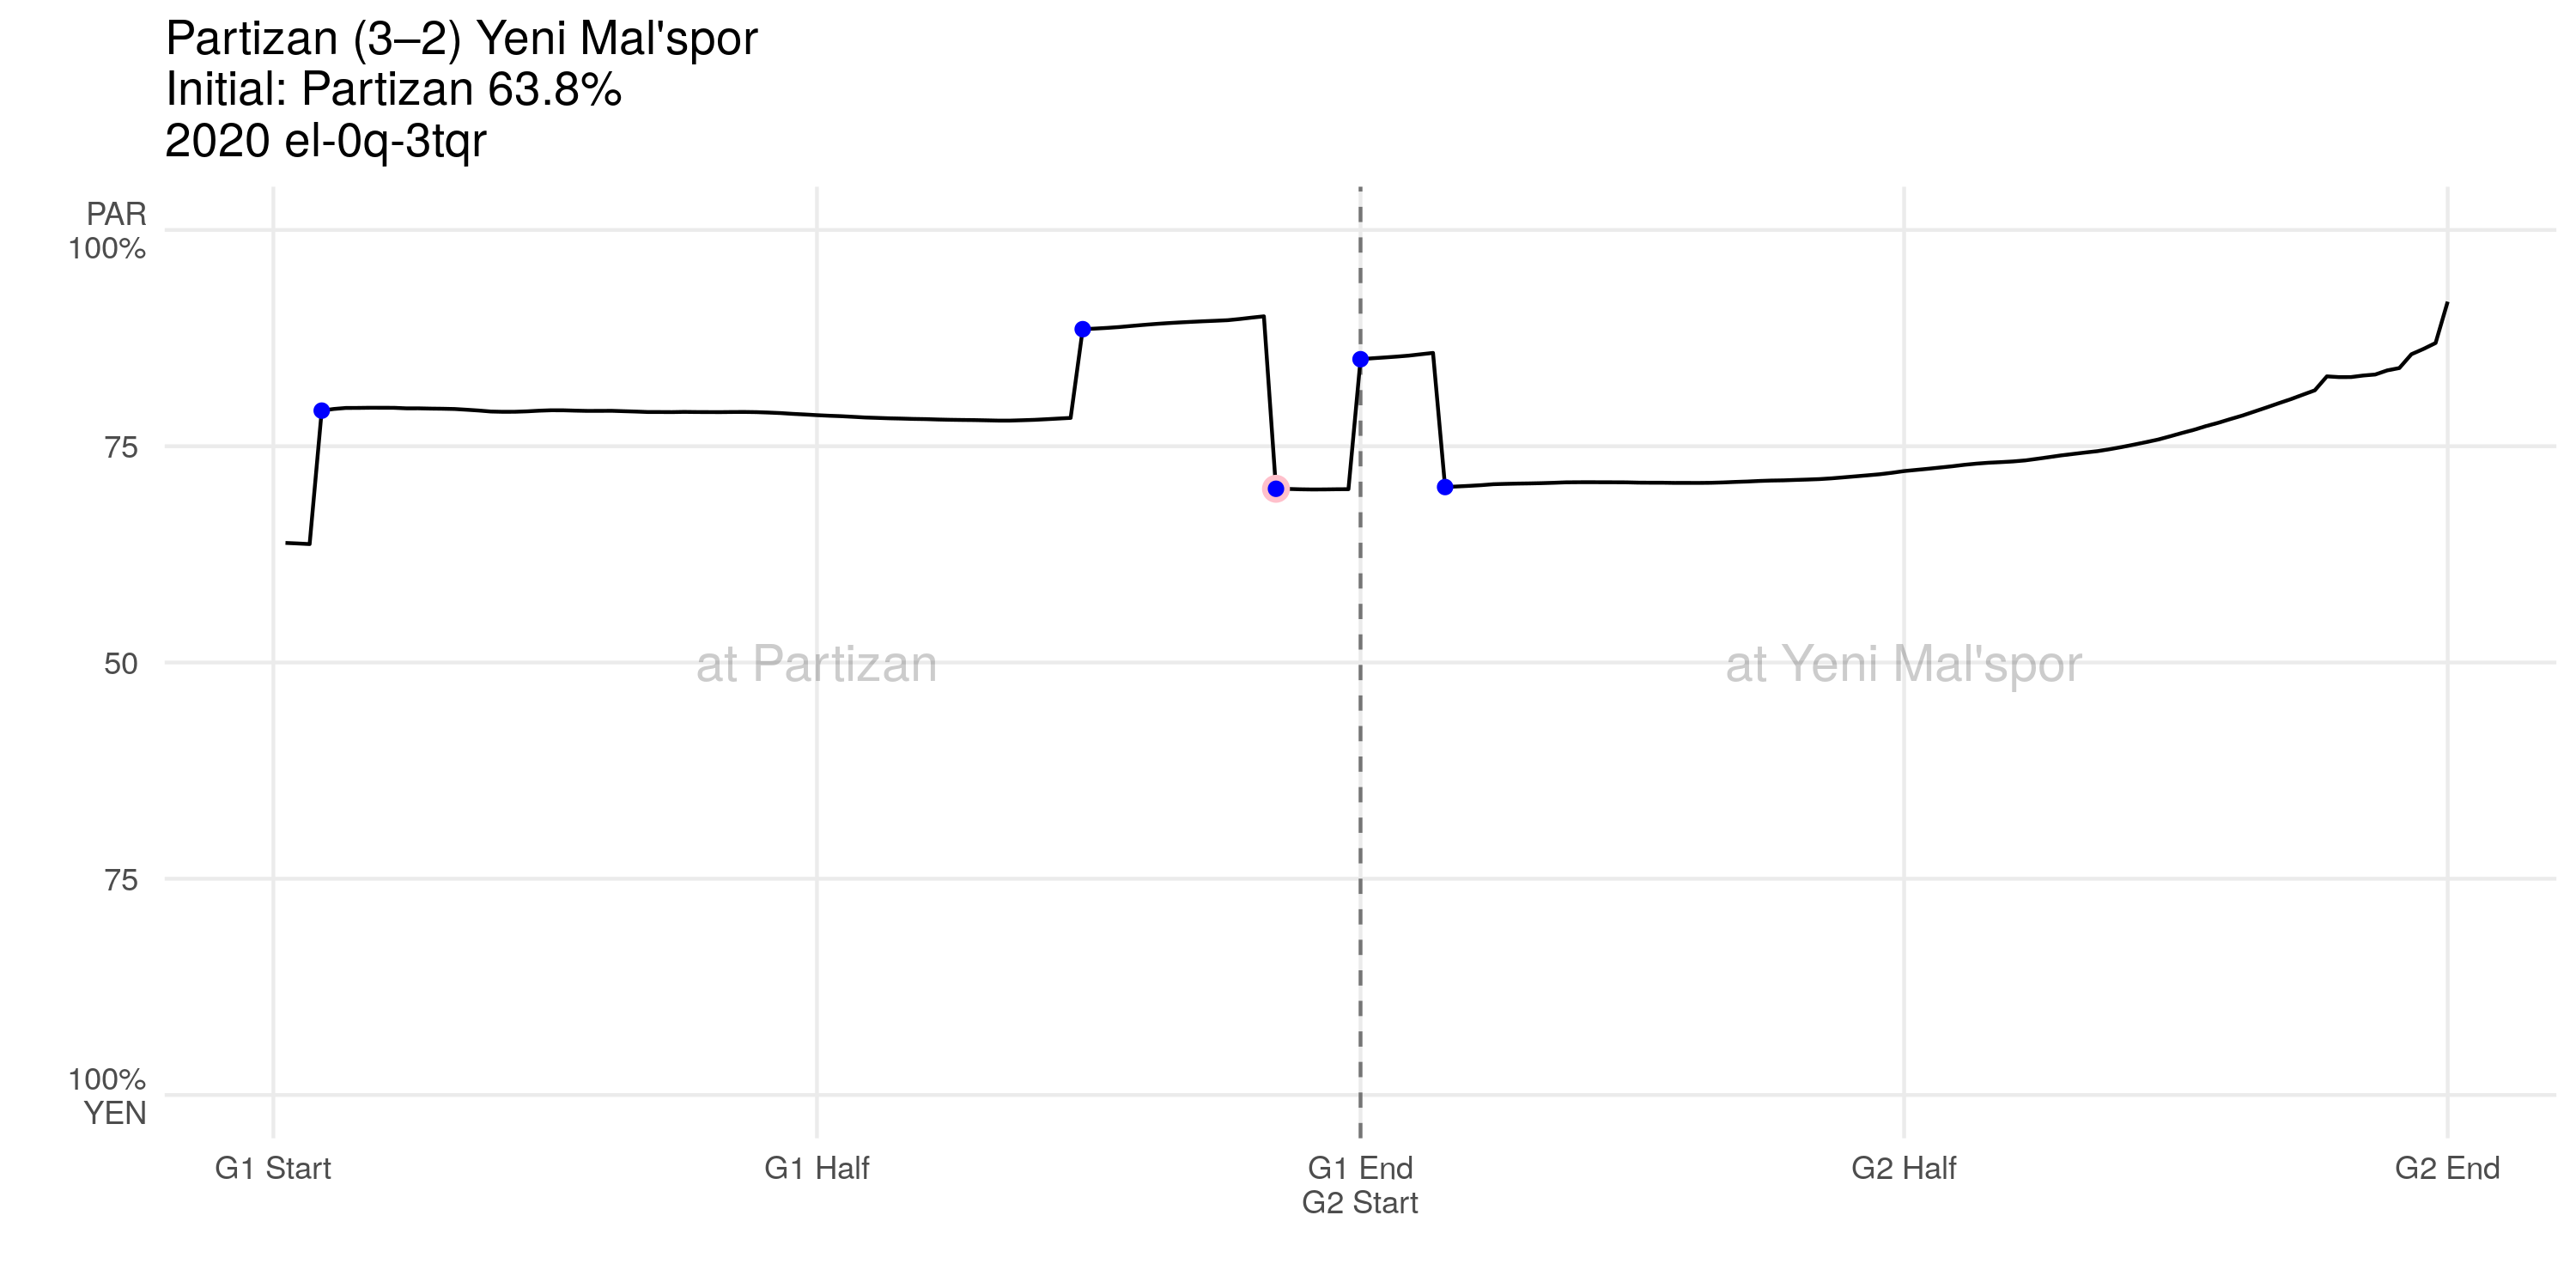 Partizan (3–2) Yeni Mal'spor
Initial: Partizan 63.8%
2020 el-0q-3tqr
PAR
100%
75
50
75
100%
YEN
at Partizan
at Yeni Mal'spor
G1 Start
G1 Half
G1 End
G2 Start
G2 Half
G2 End